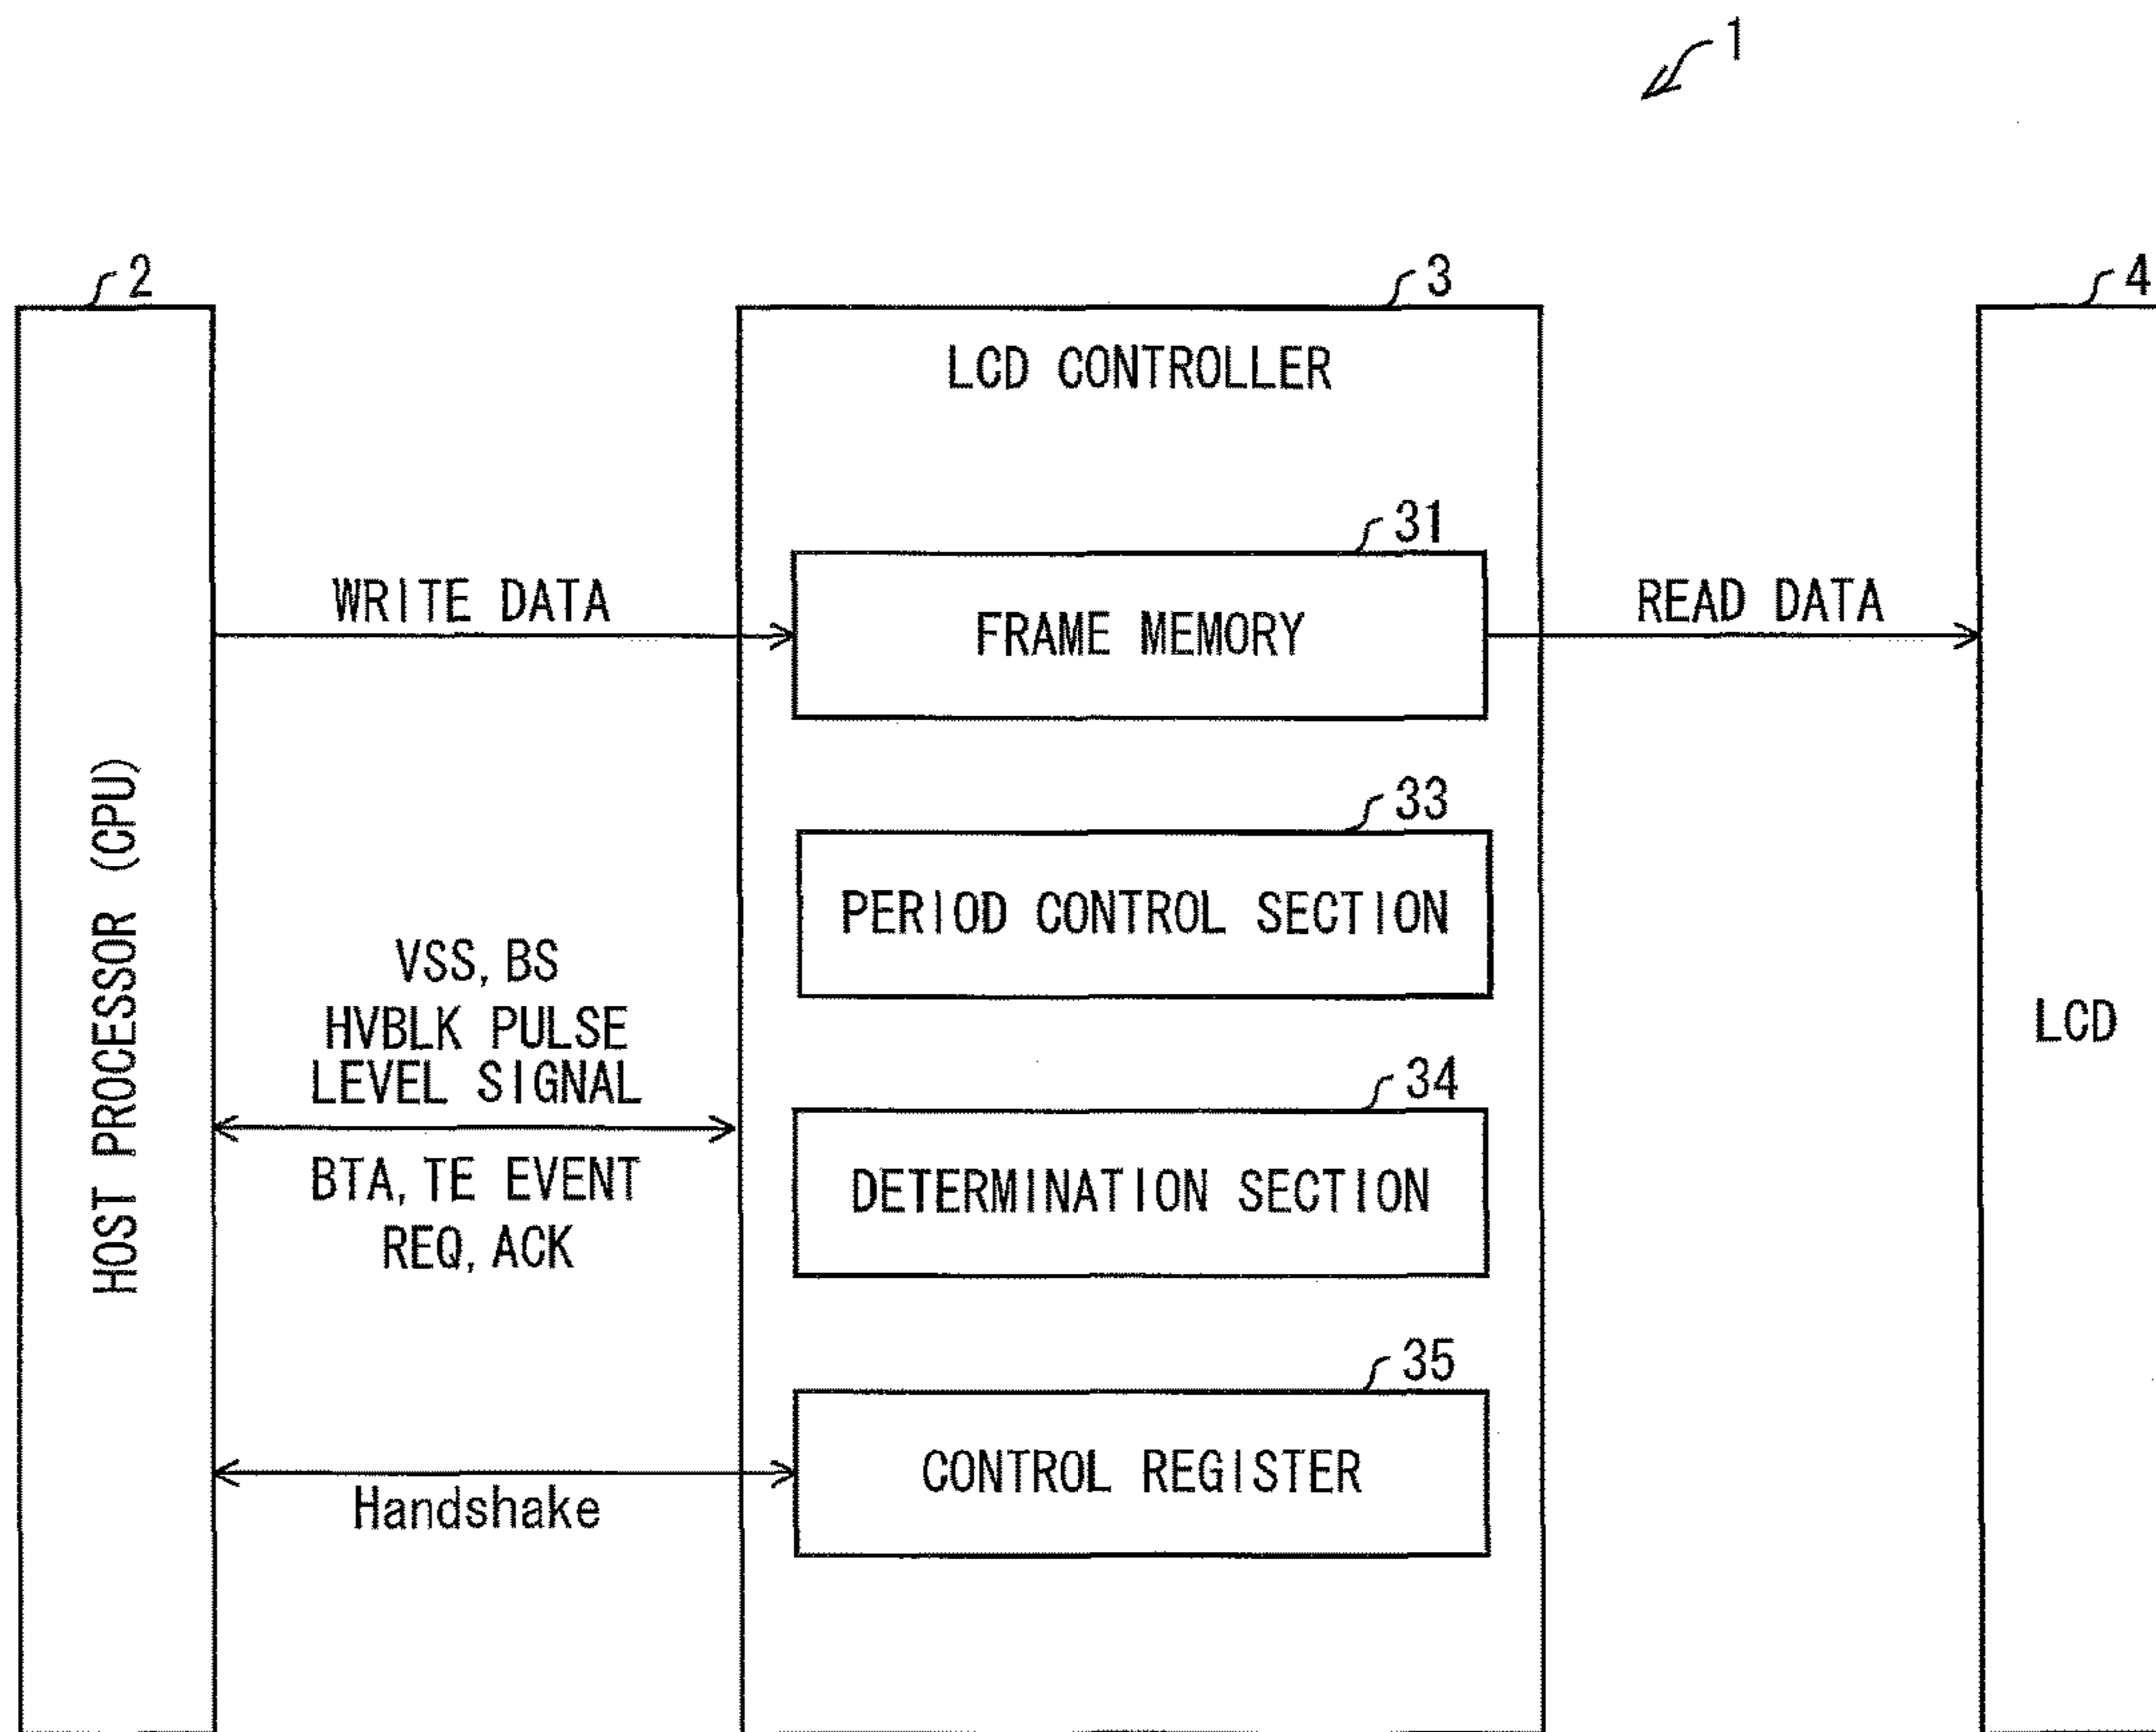 1
2
3
4
LCD CONTROLLER
31
WRITE DATA
FRAME MEMORY
READ DATA
33
PERIOD CONTROL SECTION
HOST PROCESSOR (CPU)
VSS, BS
HVBLK PULSE
LEVEL SIGNAL
LCD
34
BTA, TE EVENT
REQ, ACK
DETERMINATION SECTION
35
CONTROL REGISTER
Handshake